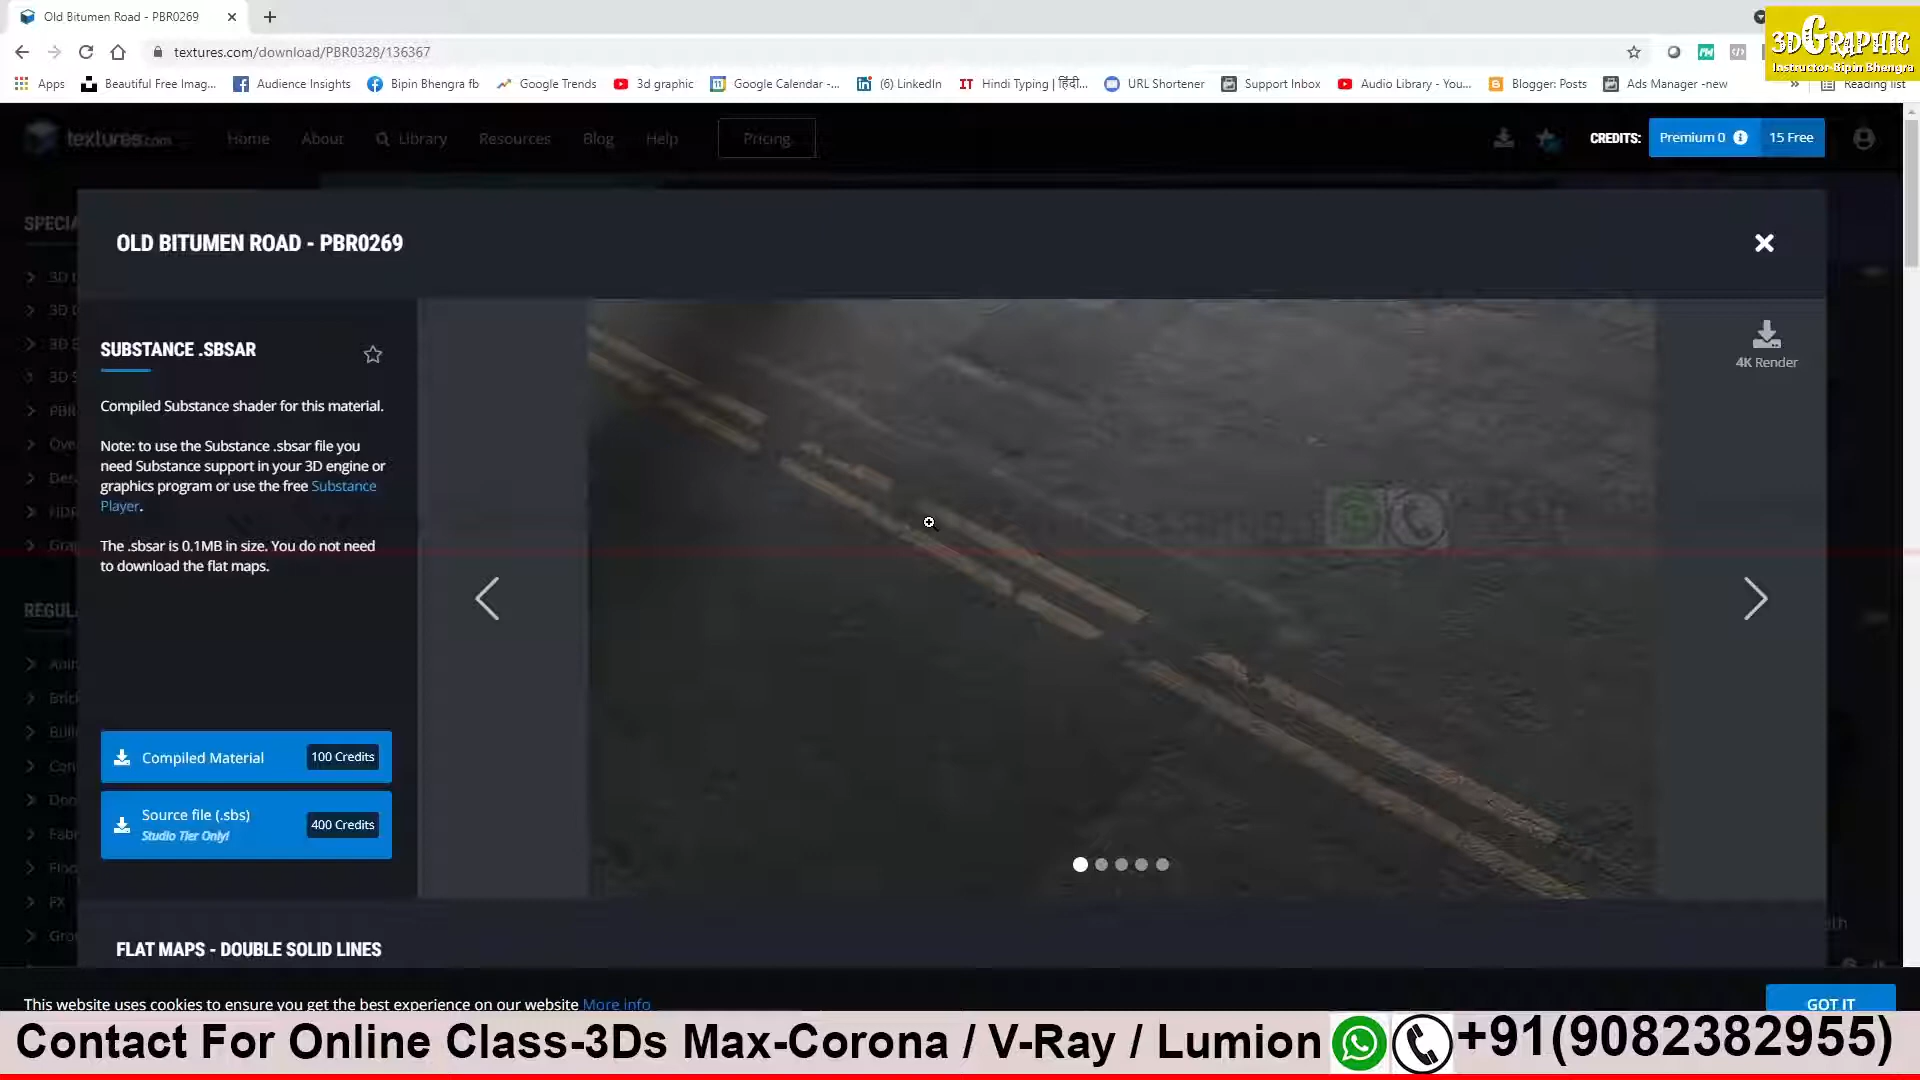 Old Bitumen Road - PBR0269
textures.com/download/PBR0328/136367
3DGRAPHIC
Instructor-Bipin Bhengra
Apps
Beautiful Free Imag...
Audience Insights
Bipin Bhengra fb
Google Trends
3d graphic
Google Calendar -...
(6) LinkedIn
Hindi Typing | हिंदी...
URL Shortener
Support Inbox
Audio Library - You...
Blogger: Posts
Ads Manager -new
»
Reading list
textures.com
Home
About
Library
Resources
Blog
Help
Pricing
CREDITS:
Premium 0
15 Free
OLD BITUMEN ROAD - PBR0269
SUBSTANCE .SBSAR
Compiled Substance shader for this material.
Note: to use the Substance .sbsar file you
need Substance support in your 3D engine or
graphics program or use the free Substance
Player.
The .sbsar is 0.1MB in size. You do not need
to download the flat maps.
4K Render
Compiled Material
100 Credits
Source file (.sbs)
Studio Tier Only!
400 Credits
FLAT MAPS - DOUBLE SOLID LINES
This website uses cookies to ensure you get the best experience on our website More info
GOT IT
Contact For Online Class-3Ds Max-Corona / V-Ray / Lumion +91(9082382955)